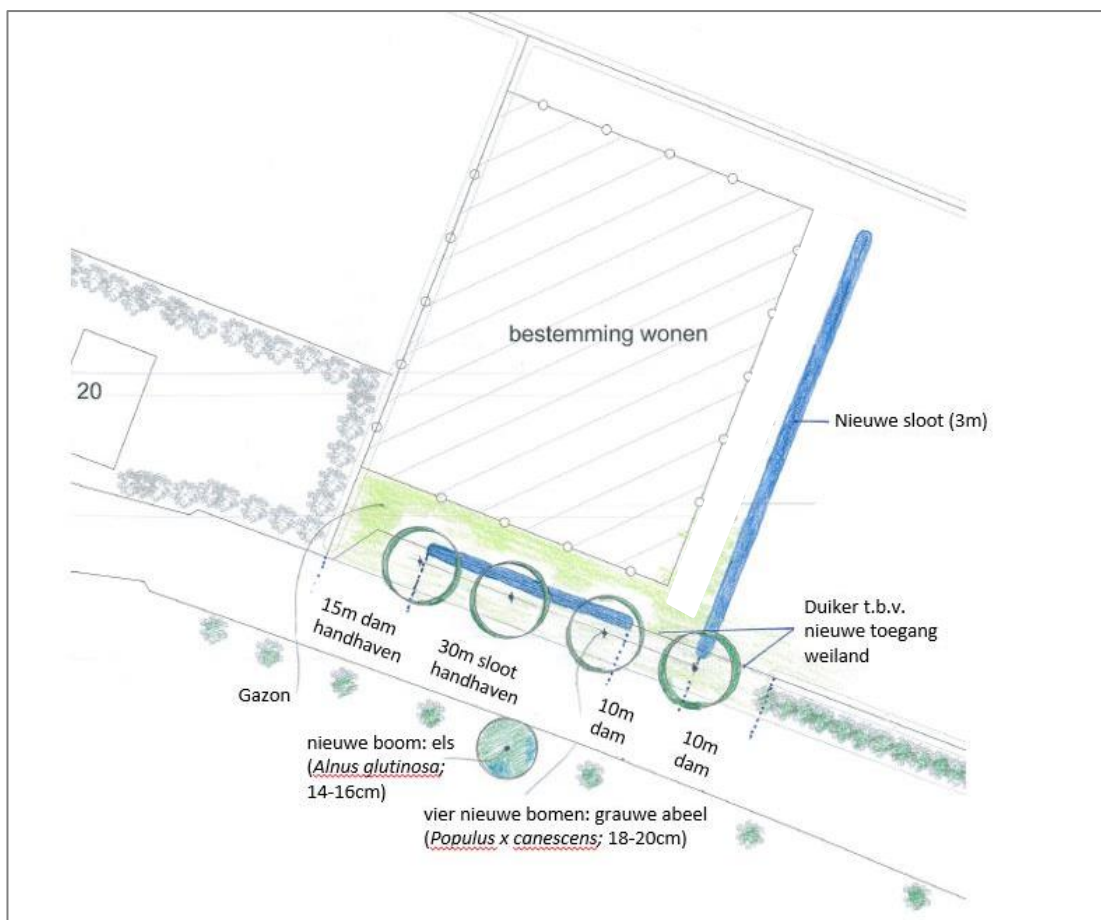 bestemming wonen
20
Nieuwe sloot (3m)
15m dam
handhaven
30m sloot
handhaven
10m
dam
10m
dam
Duiker t.b.v.
nieuwe toegang
weiland
Gazon
nieuwe boom: els
(Alnus glutinosa;
14-16cm)
vier nieuwe bomen: grauwe abeel
(Populus x canescens; 18-20cm)